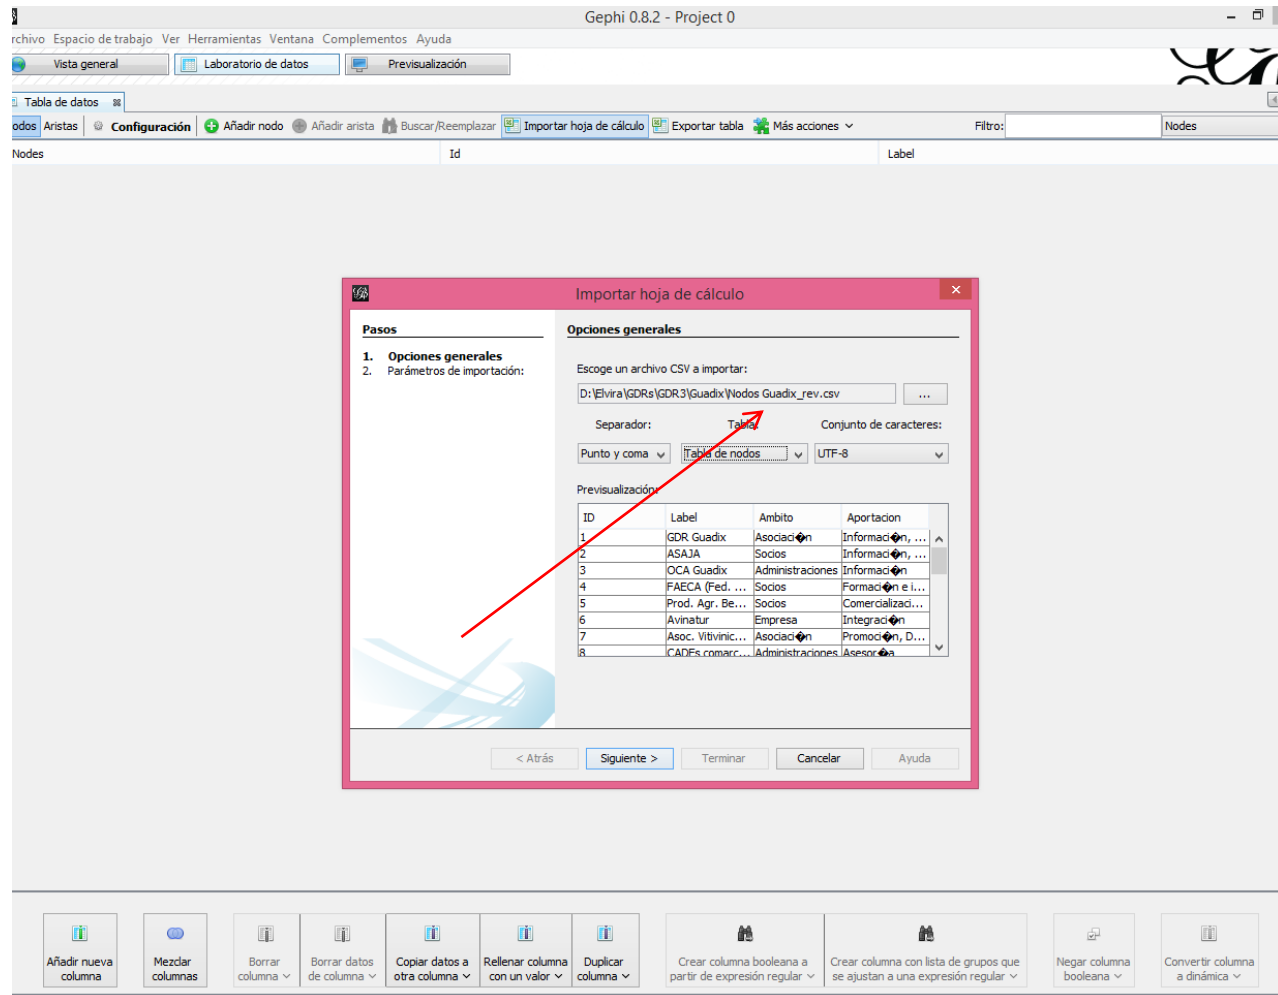 Gephi 0.8.2 - Project 0
rchivo Espacio de trabajo Ver Herramientas Ventana Complementos Ayuda
Vista general Laboratorio de datos Previsualización
Tabla de datos
odos Aristas Configuración Añadir nodo Añadir arista Buscar/Reemplazar Importar hoja de cálculo Exportar tabla Más acciones Filtro: Nodes
Nodes Id Label
Importar hoja de cálculo
Pasos
1. Opciones generales
2. Parámetros de importación:
Opciones generales
Escoge un archivo CSV a importar:
D:\Elvira\GDRs\GDR3\Guadix\Nodos Guadix_rev.csv ...
Separador: Tabla: Conjunto de caracteres:
Punto y coma Tabla de nodos UTF-8
Previsualización:
ID Label Ambito Aportacion
1 GDR Guadix Asociaci�n Informaci�n, ...
2 ASAJA Socios Informaci�n, ...
3 OCA Guadix Administraciones Informaci�n
4 FAECA (Fed. ... Socios Formaci�n e i...
5 Prod. Agr. Be... Socios Comercializaci...
6 Avinatur Empresa Integraci�n
7 Asoc. Vitivinic... Asociaci�n Promoci�n, D...
8 CADEs comarc... Administraciones Asesor�a
< Atrás Siguiente > Terminar Cancelar Ayuda
Añadir nueva columna
Mezclar columnas
Borrar columna
Borrar datos de columna
Copiar datos a otra columna
Rellenar columna con un valor
Duplicar columna
Crear columna booleana a partir de expresión regular
Crear columna con lista de grupos que se ajustan a una expresión regular
Negar columna booleana
Convertir columna a dinámica